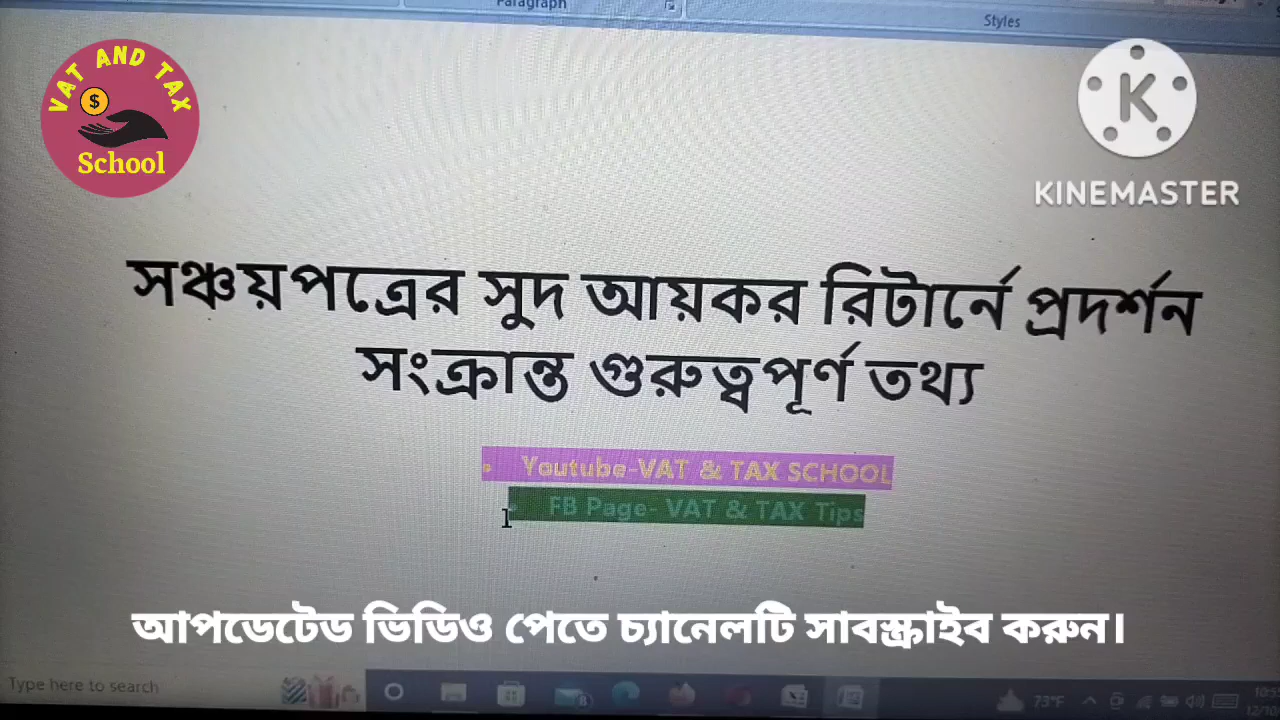 Paragraph
Styles
VAT AND TAX
$
School
K
KINEMASTER
সঞ্চয়পত্রের সুদ আয়কর রিটার্নে প্রদর্শন
সংক্রান্ত গুরুত্বপূর্ণ তথ্য
Youtube-VAT & TAX SCHOOL
FB Page- VAT & TAX Tips
আপডেটেড ভিডিও পেতে চ্যানেলটি সাবস্ক্রাইব করুন।
Type here to search
73°F